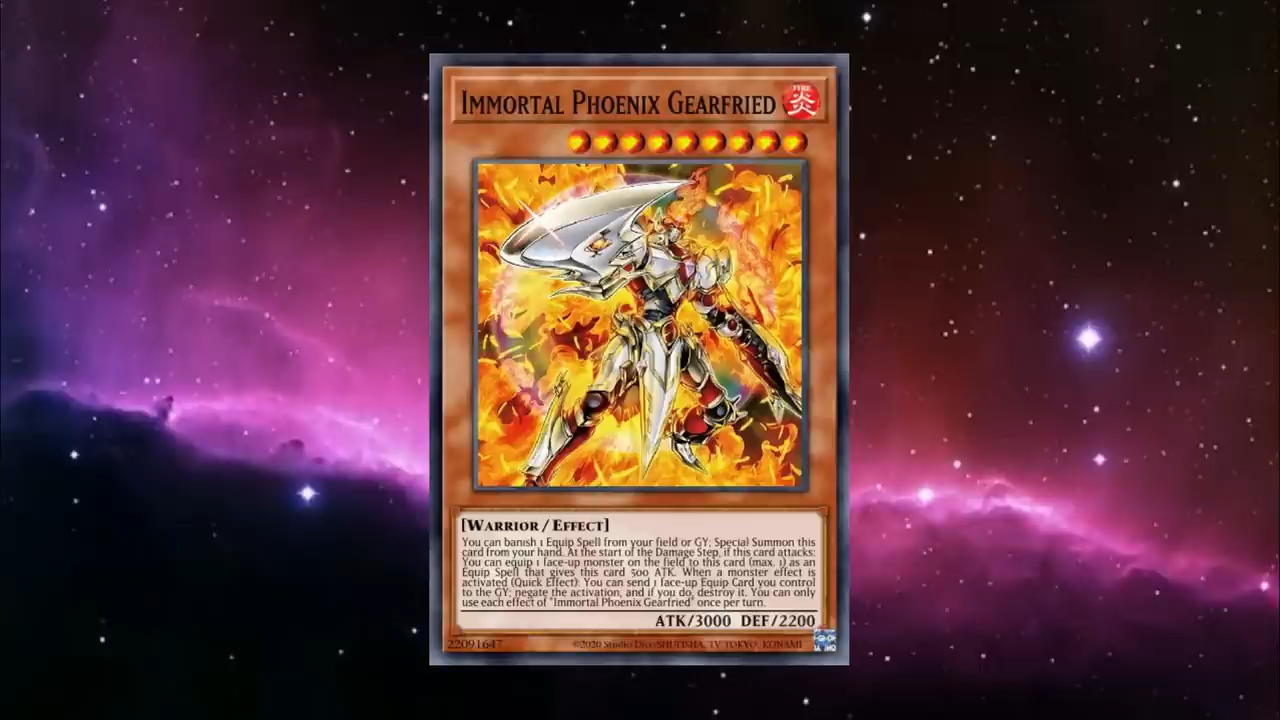 IMMORTAL PHOENIX GEARFRIED
FIRE
炎
[WARRIOR / EFFECT]
You can banish 1 Equip Spell from your field or GY; Special Summon this
card from your hand. At the start of the Damage Step, if this card attacks:
You can equip 1 face-up monster on the field to this card (max. 1) as an
Equip Spell that gives this card 500 ATK. When a monster effect is
activated (Quick Effect): You can send 1 face-up Equip Card you control
to the GY; negate the activation, and if you do, destroy it. You can only
use each effect of "Immortal Phoenix Gearfried" once per turn.
ATK/3000 DEF/2200
22091647
©2020 Studio Dice/SHUEISHA, TV TOKYO, KONAMI